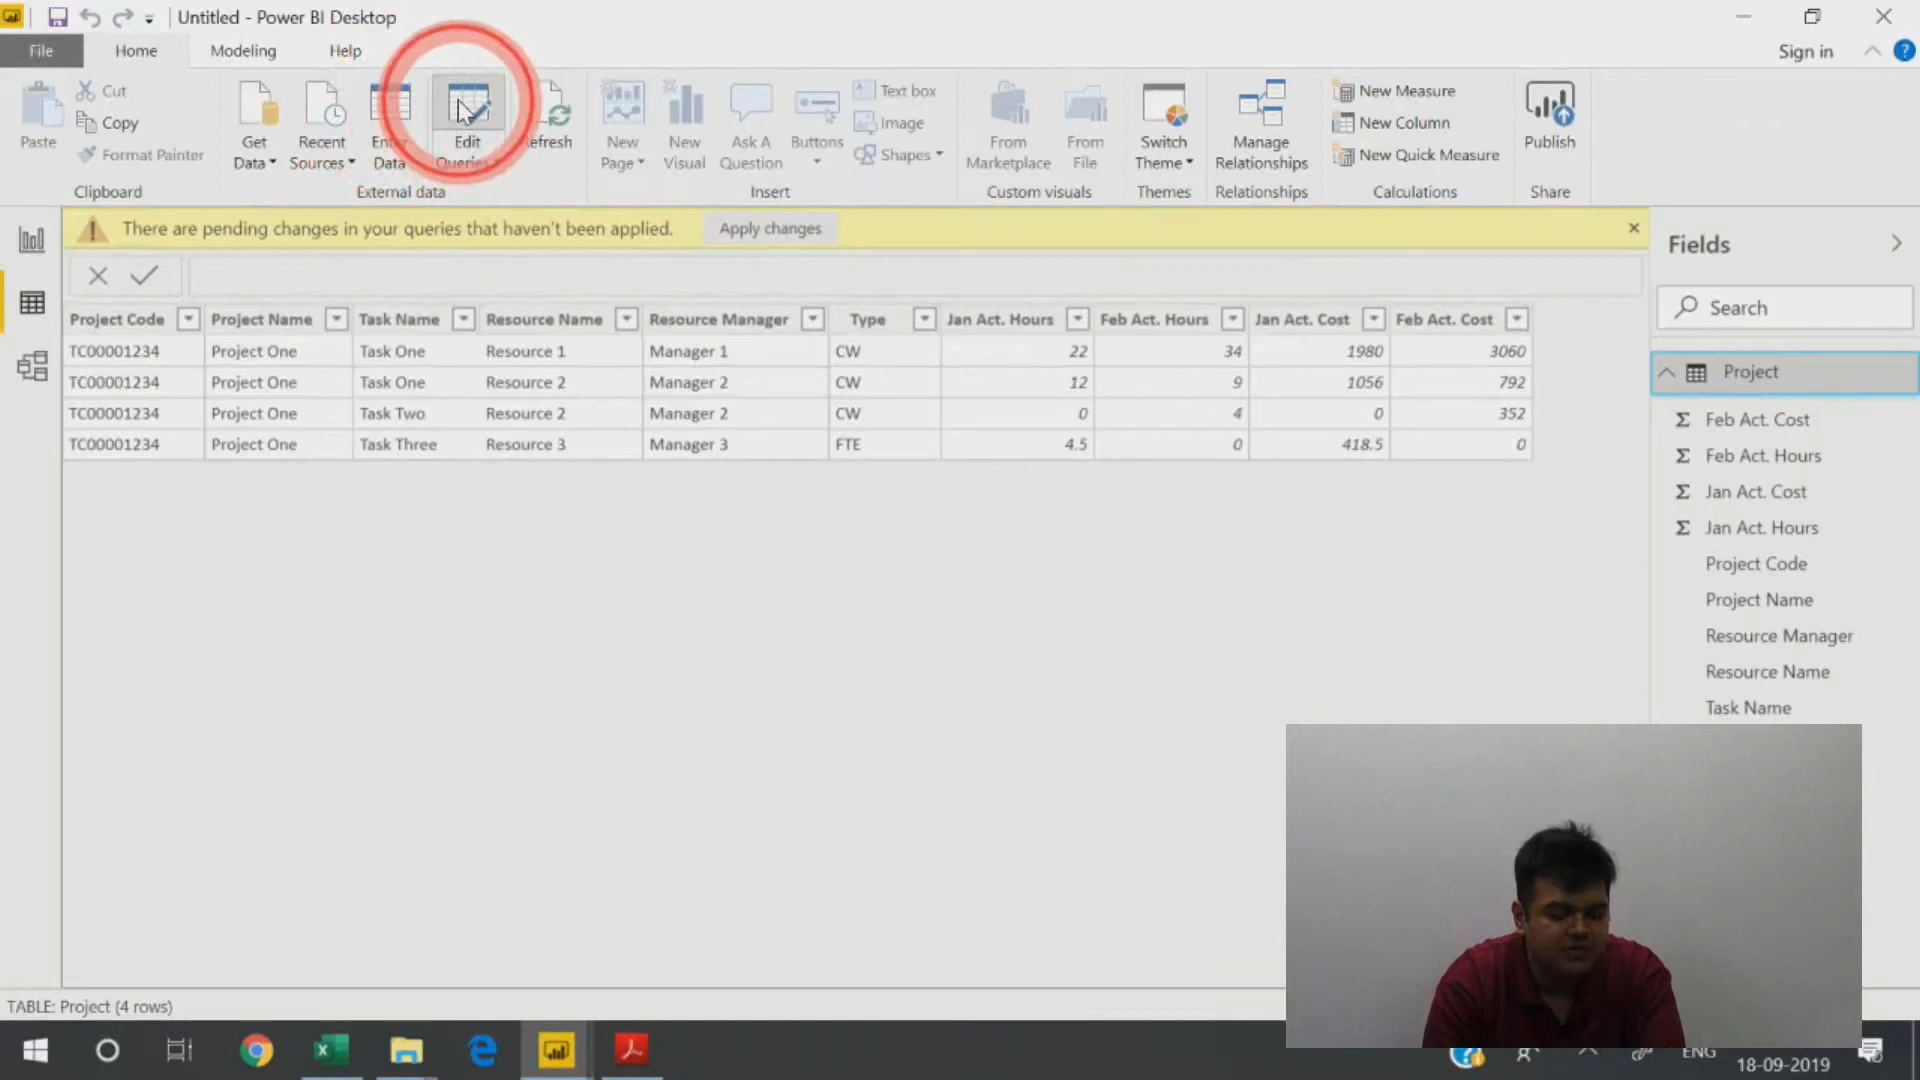 Untitled - Power BI Desktop
File Home Modeling Help Sign in
Paste
Cut
Copy
Format Painter
Clipboard
Get Data
Recent Sources
Enter Data
Edit Queries
Refresh
External data
New Page
New Visual
Ask A Question
Buttons
Text box
Image
Shapes
Insert
From Marketplace
From File
Custom visuals
Switch Theme
Themes
Manage Relationships
Relationships
New Measure
New Column
New Quick Measure
Calculations
Publish
Share
There are pending changes in your queries that haven't been applied. Apply changes
Project Code Project Name Task Name Resource Name Resource Manager Type Jan Act. Hours Feb Act. Hours Jan Act. Cost Feb Act. Cost
TC00001234 Project One Task One Resource 1 Manager 1 CW 22 34 1980 3060
TC00001234 Project One Task One Resource 2 Manager 2 CW 12 9 1056 792
TC00001234 Project One Task Two Resource 2 Manager 2 CW 0 4 0 352
TC00001234 Project One Task Three Resource 3 Manager 3 FTE 4.5 0 418.5 0
Fields
Search
Project
Σ Feb Act. Cost
Σ Feb Act. Hours
Σ Jan Act. Cost
Σ Jan Act. Hours
Project Code
Project Name
Resource Manager
Resource Name
Task Name
TABLE: Project (4 rows)
ENG
18-09-2019